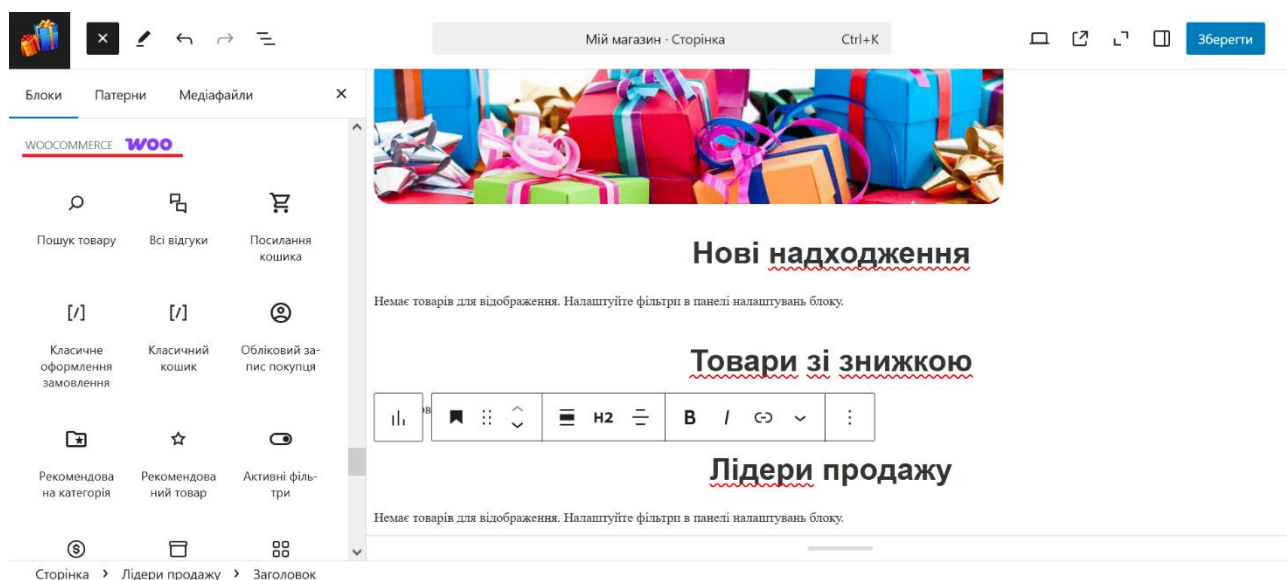 Мій магазин · Сторінка
Ctrl+K
Зберегти
Блоки
Патерни
Медіафайли
WOOCOMMERCE
WOO
Пошук товару
Всі відгуки
Посилання
кошика
[/]
[/]
Класичне
оформлення
замовлення
Класичний
кошик
Обліковий за-
пис покупця
Рекомендова
на категорія
Рекомендова
ний товар
Активні філь-
три
Нові надходження
Немає товарів для відображення. Налаштуйте фільтри в панелі налаштувань блоку.
Товари зі знижкою
H2
B
I
Лідери продажу
Немає товарів для відображення. Налаштуйте фільтри в панелі налаштувань блоку.
Сторінка > Лідери продажу > Заголовок